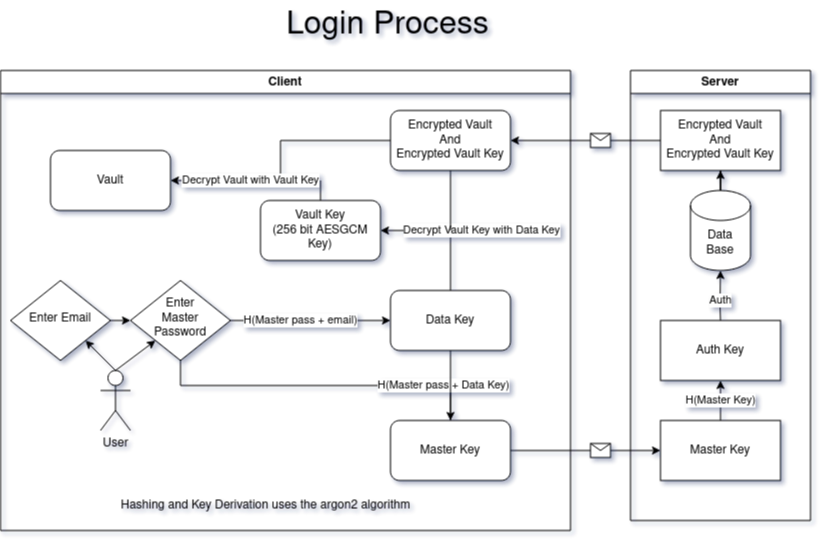 Login Process
Client
Server
Encrypted Vault
And
Encrypted Vault Key
Encrypted Vault
And
Encrypted Vault Key
Vault
Decrypt Vault with Vault Key
Vault Key
(256 bit AESGCM
Key)
Decrypt Vault Key with Data Key
Data
Base
Enter Email
Enter
Master
Password
H(Master pass + email)
Data Key
Auth
Auth Key
H(Master pass + Data Key)
H(Master Key)
User
Master Key
Master Key
Hashing and Key Derivation uses the argon2 algorithm